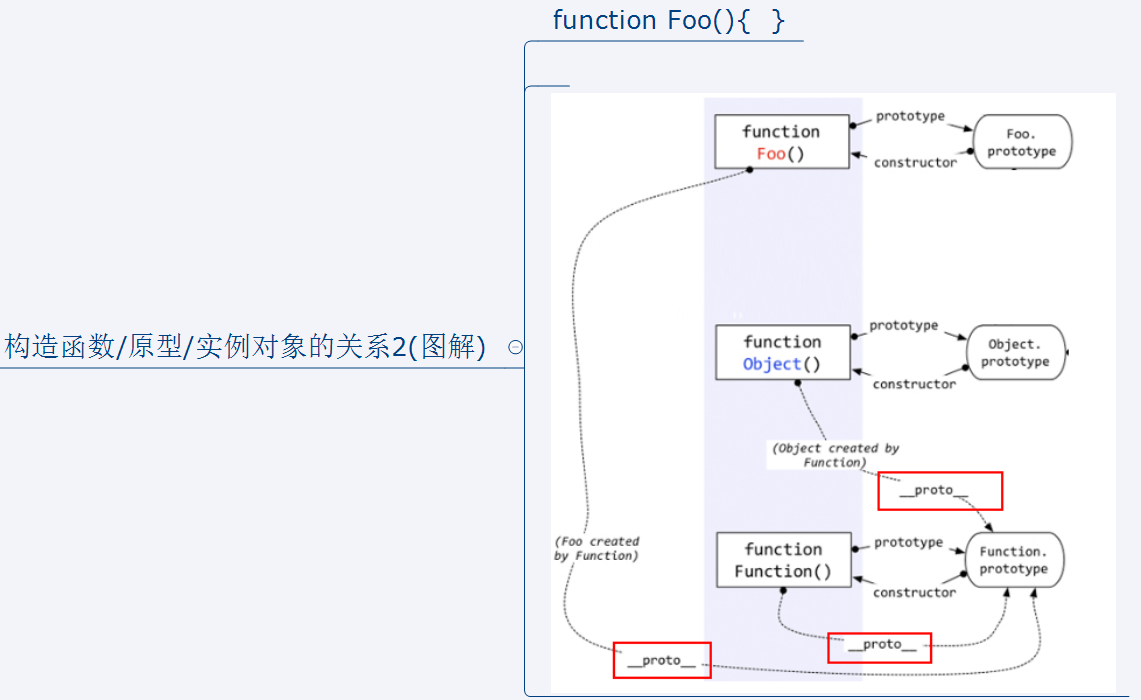 function Foo(){  }
构造函数/原型/实例对象的关系2(图解)
function
Foo()
prototype
constructor
Foo.
prototype
function
Object()
prototype
constructor
Object.
prototype
(Object created by
Function)
__proto__
(Foo created
by Function)
function
Function()
prototype
constructor
Function.
prototype
__proto__
__proto__